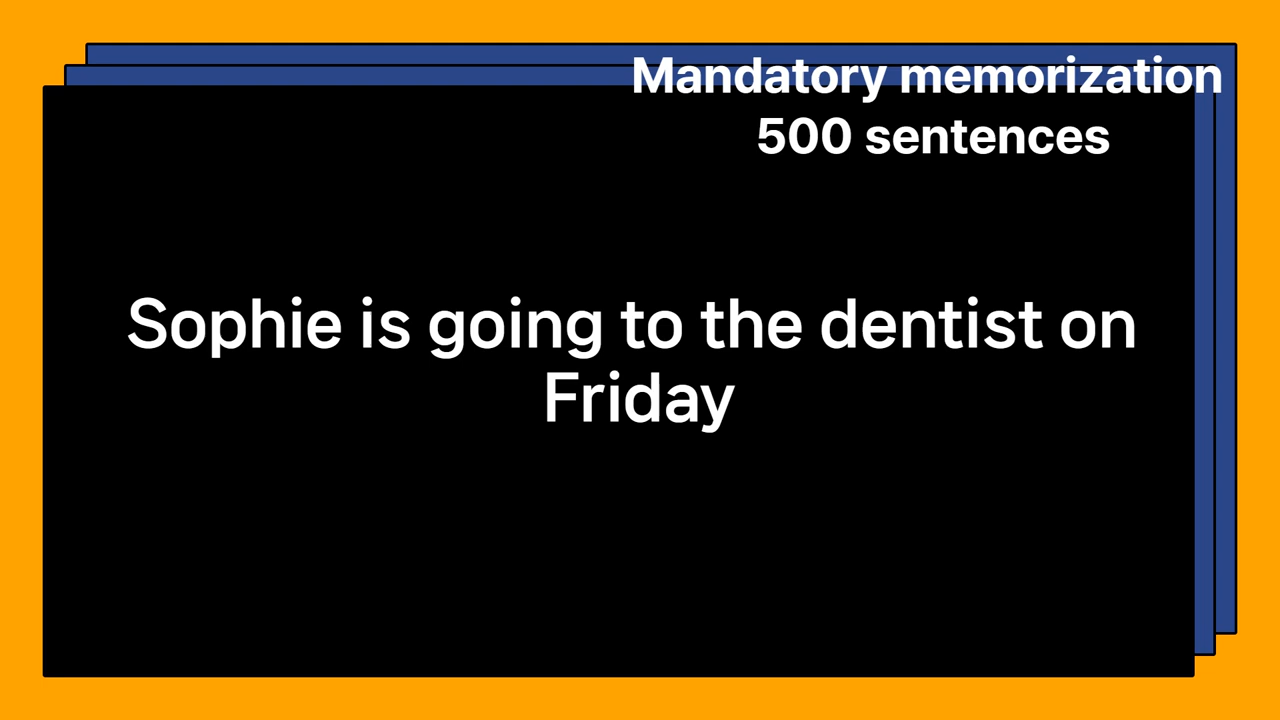 Mandatory memorization
500 sentences
Sophie is going to the dentist on
Friday